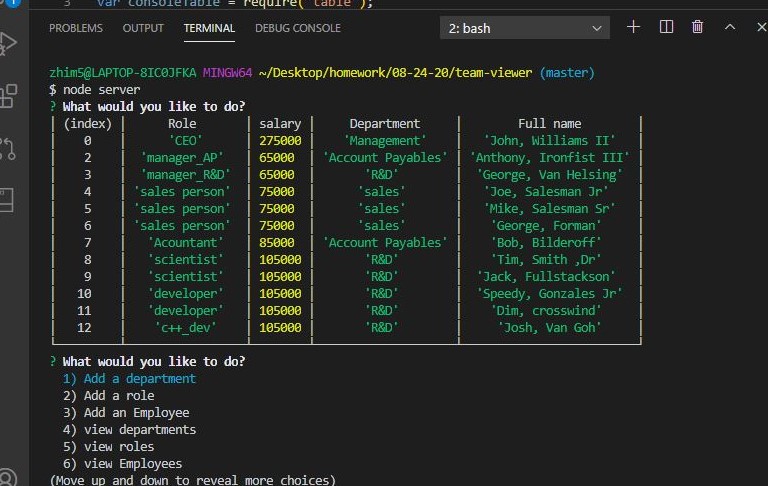 3 var consoleTable = require("table");
PROBLEMS OUTPUT TERMINAL DEBUG CONSOLE 2: bash
zhim5@LAPTOP-8IC0JFKA MINGW64 ~/Desktop/homework/08-24-20/team-viewer (master)
$ node server
? What would you like to do?
(index) Role salary Department Full name
0 'CEO' 275000 'Management' 'John, Williams II'
2 'manager_AP' 65000 'Account Payables' 'Anthony, Ironfist III'
3 'manager_R&D' 65000 'R&D' 'George, Van Helsing'
4 'sales person' 75000 'sales' 'Joe, Salesman Jr'
5 'sales person' 75000 'sales' 'Mike, Salesman Sr'
6 'sales person' 75000 'sales' 'George, Forman'
7 'Acountant' 85000 'Account Payables' 'Bob, Bilderoff'
8 'scientist' 105000 'R&D' 'Tim, Smith ,Dr'
9 'scientist' 105000 'R&D' 'Jack, Fullstackson'
10 'developer' 105000 'R&D' 'Speedy, Gonzales Jr'
11 'developer' 105000 'R&D' 'Dim, crosswind'
12 'c++_dev' 105000 'R&D' 'Josh, Van Goh'
? What would you like to do?
1) Add a department
2) Add a role
3) Add an Employee
4) view departments
5) view roles
6) view Employees
(Move up and down to reveal more choices)